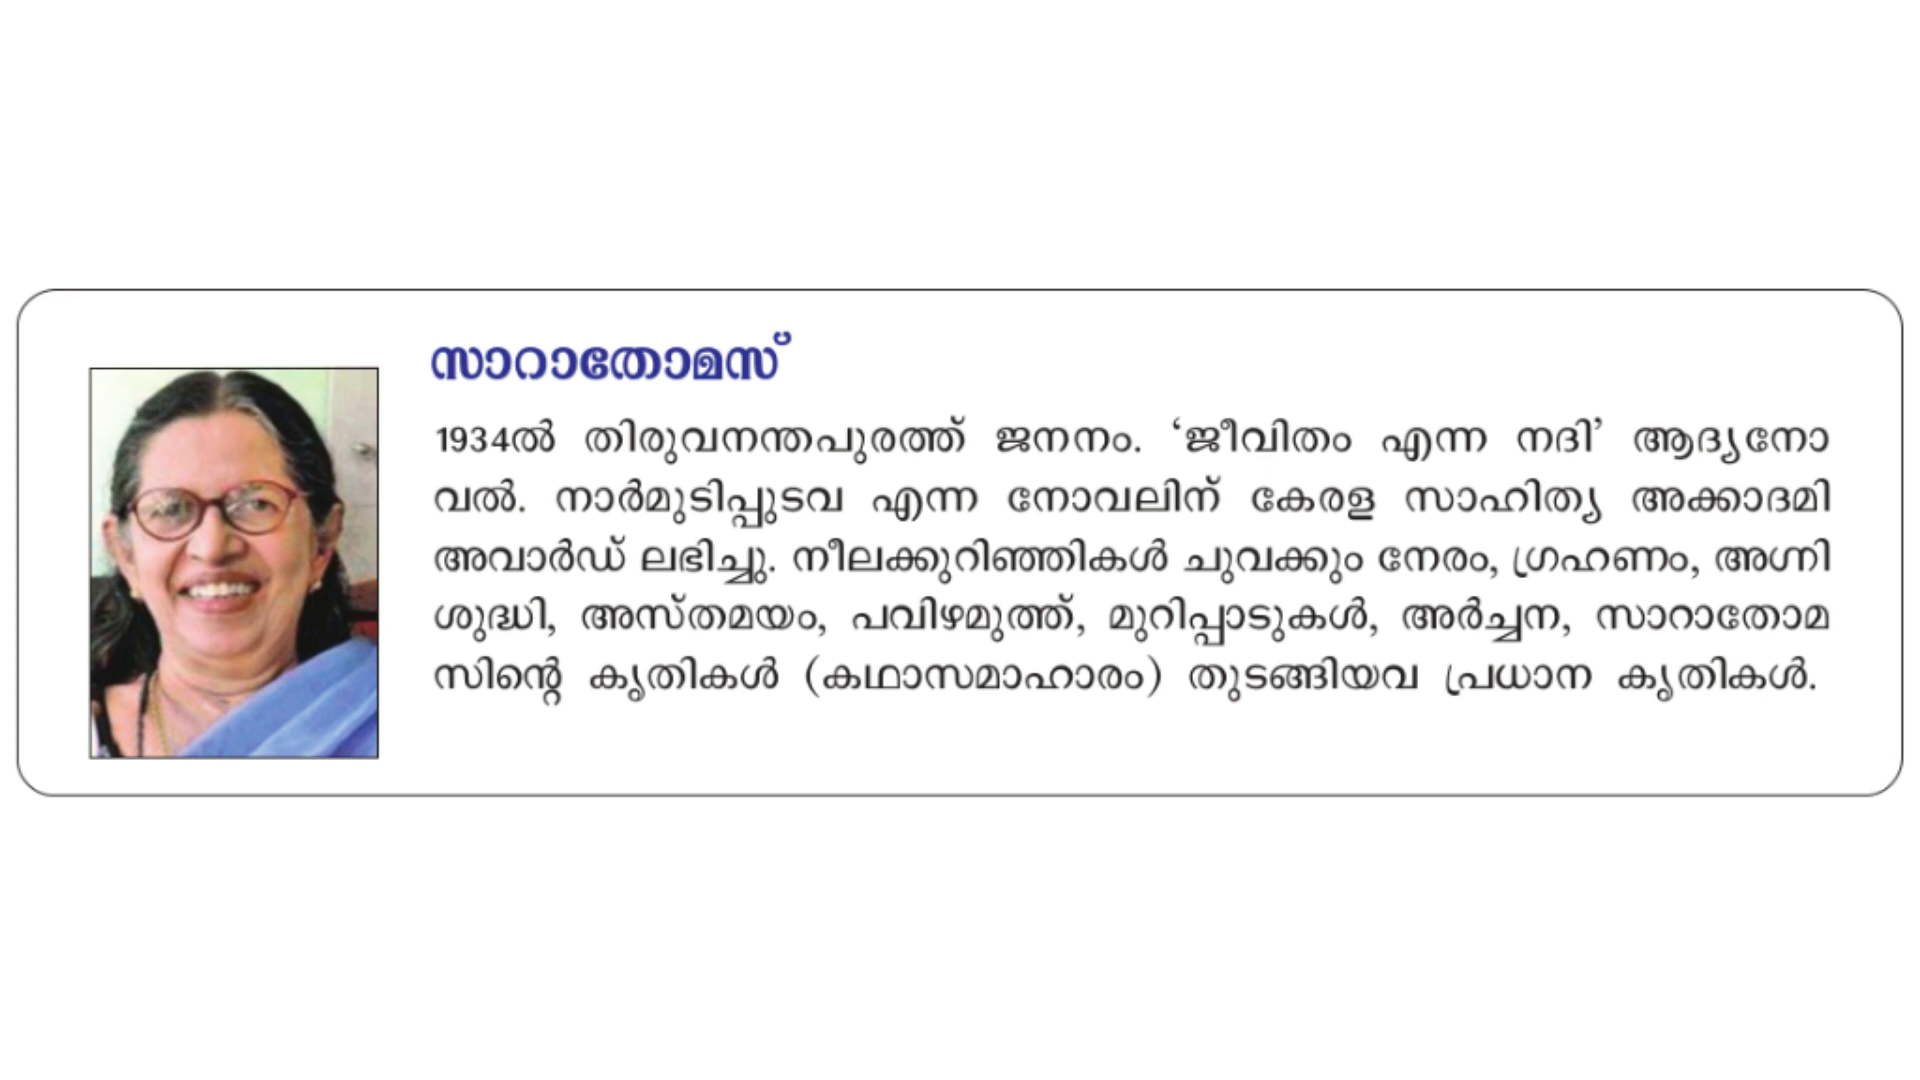 സാറാതോമസ്
1934ൽ തിരുവനന്തപുരത്ത് ജനനം. ‘ജീവിതം എന്ന നദി’ ആദ്യനോ
വൽ. നാർമുടിപ്പുടവ എന്ന നോവലിന് കേരള സാഹിത്യ അക്കാദമി
അവാർഡ് ലഭിച്ചു. നീലക്കുറിഞ്ഞികൾ ചുവക്കും നേരം, ഗ്രഹണം, അഗ്നി
ശുദ്ധി, അസ്തമയം, പവിഴമുത്ത്, മുറിപ്പാടുകൾ, അർച്ചന, സാറാതോമ
സിന്റെ കൃതികൾ (കഥാസമാഹാരം) തുടങ്ങിയവ പ്രധാന കൃതികൾ.